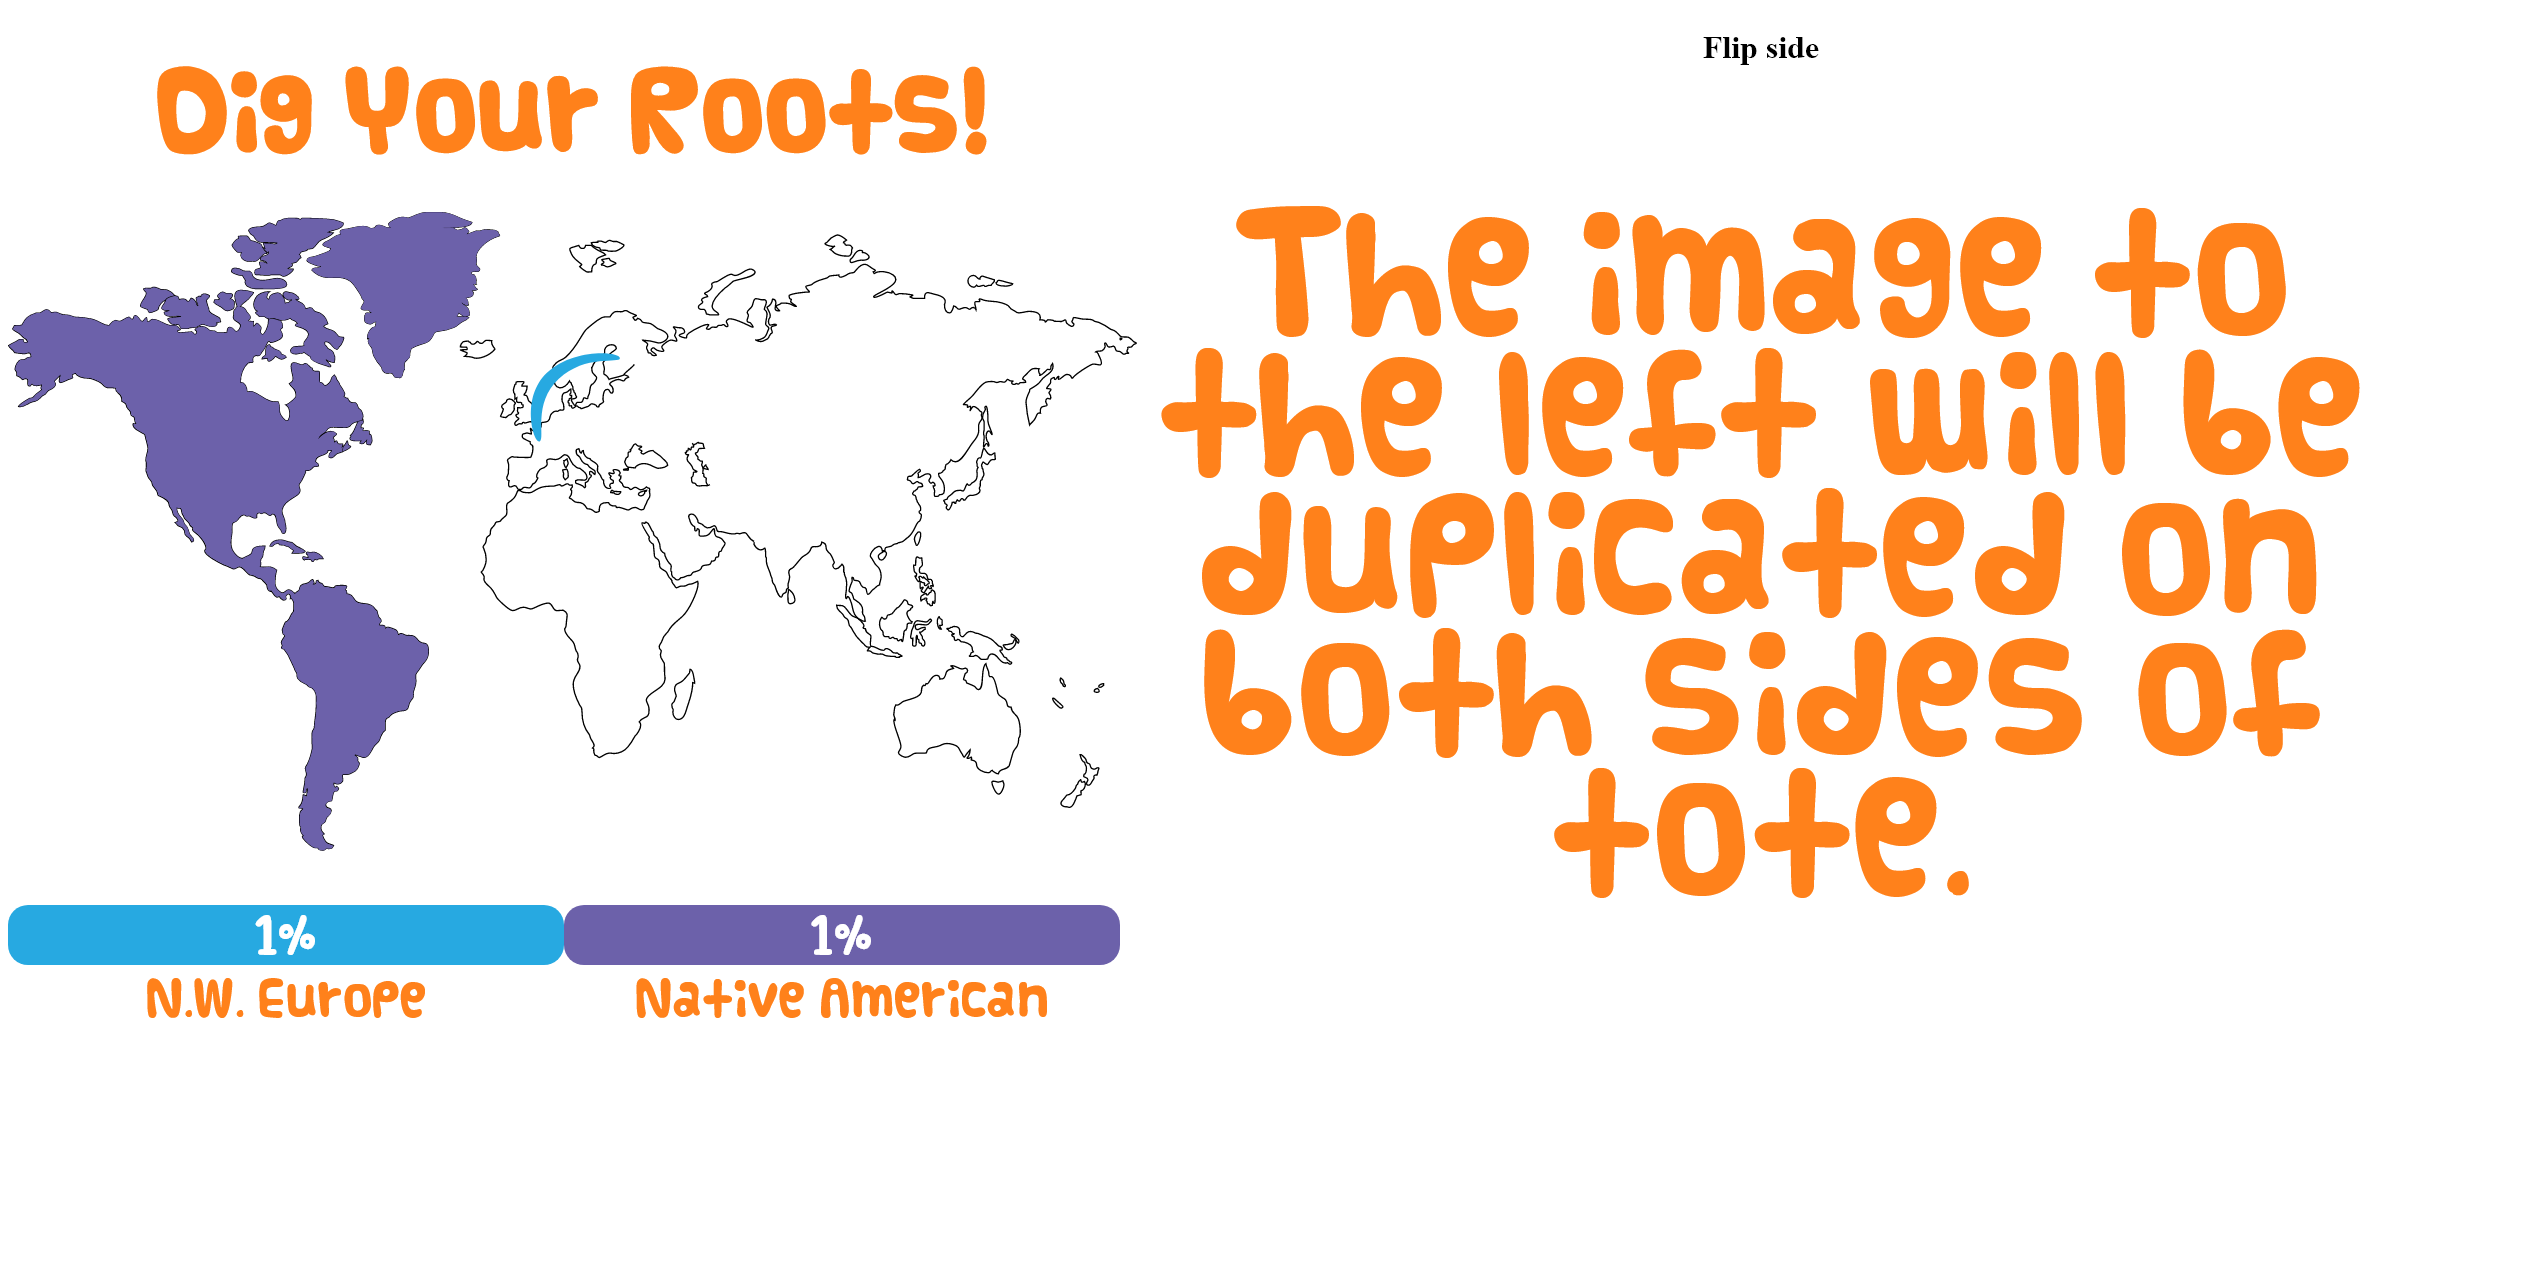 Dig Your Roots!
1%
1%
N.W. Europe
Native American
Flip side
The image to
the left will be
duplicated on
both sides of
tote.